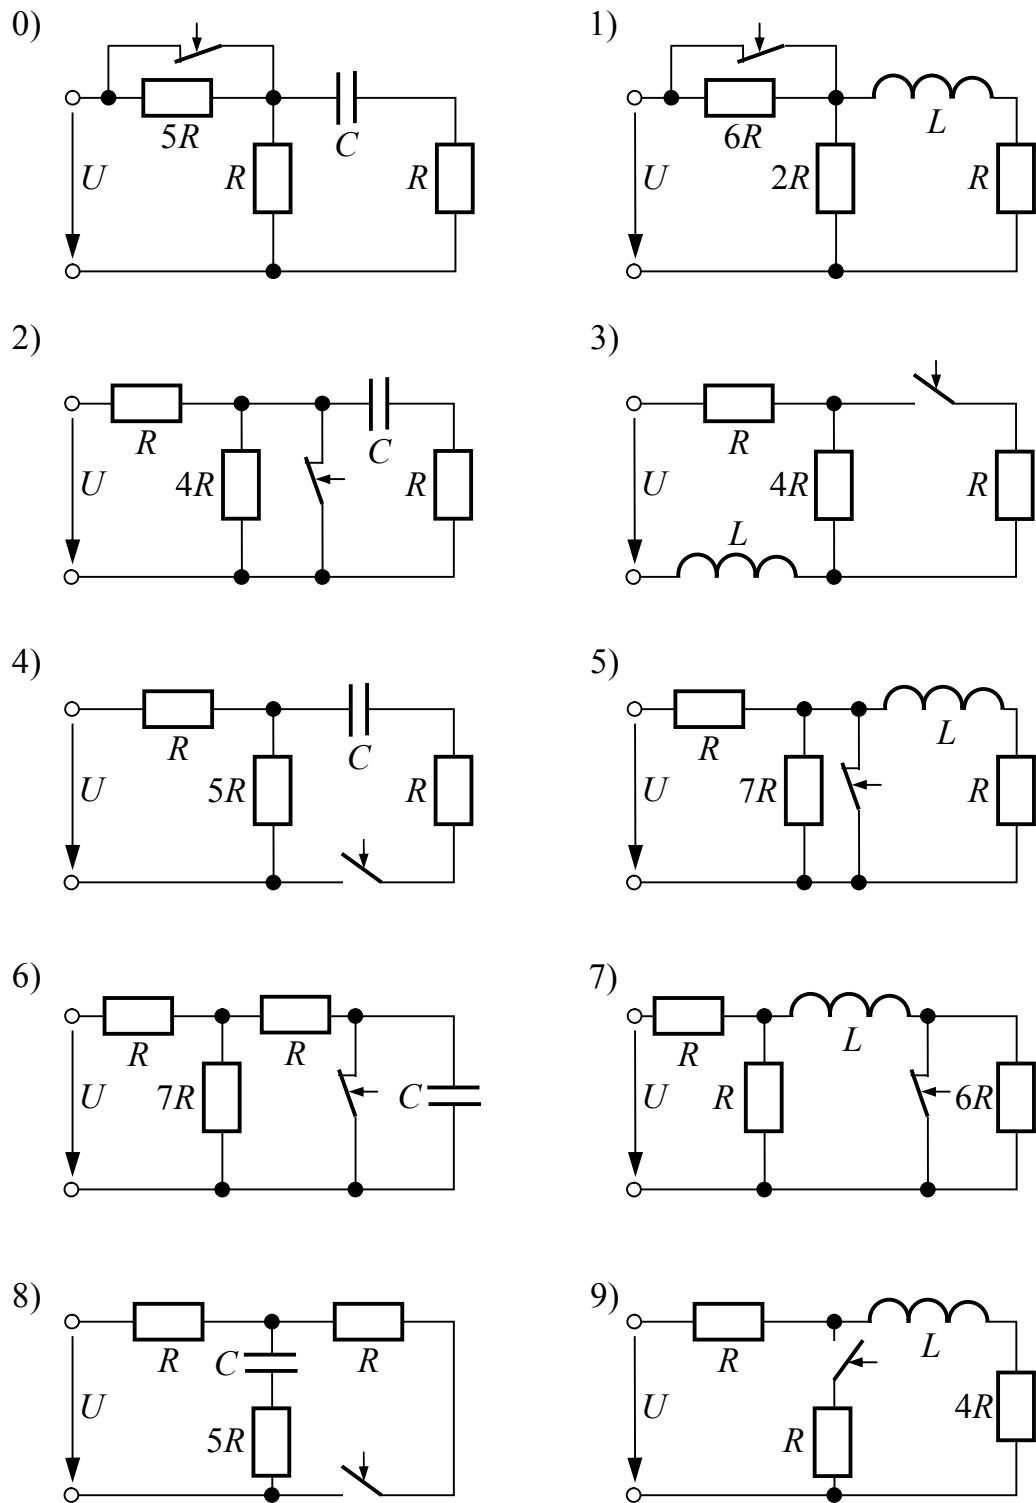 0) 1)
5R C U R R
6R L U 2R R
2) 3)
R C U 4R R
R U 4R R L
4) 5)
R C U 5R R
R L U 7R R
6) 7)
R R U 7R C
R L U R 6R
8) 9)
R C R U 5R
R L U R 4R